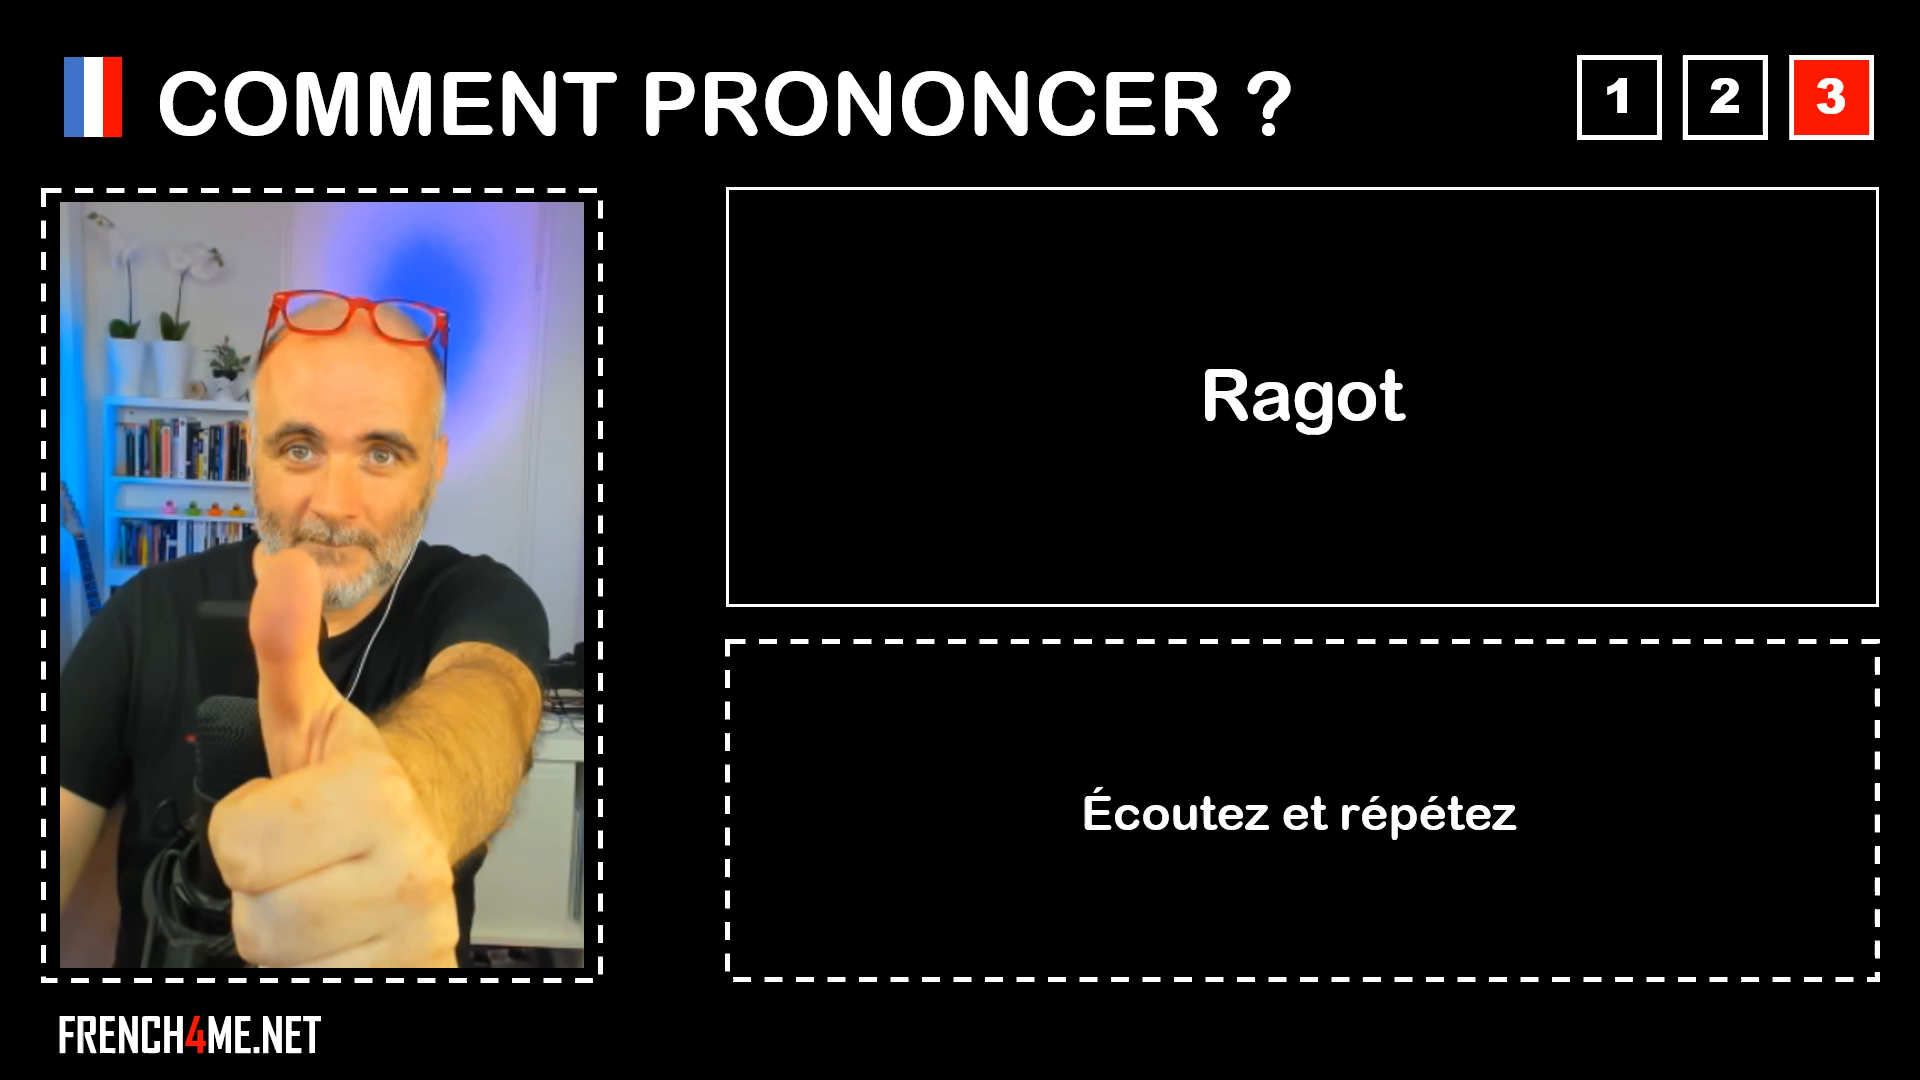 COMMENT PRONONCER ?
1 2 3
Ragot
Écoutez et répétez
FRENCH4ME.NET